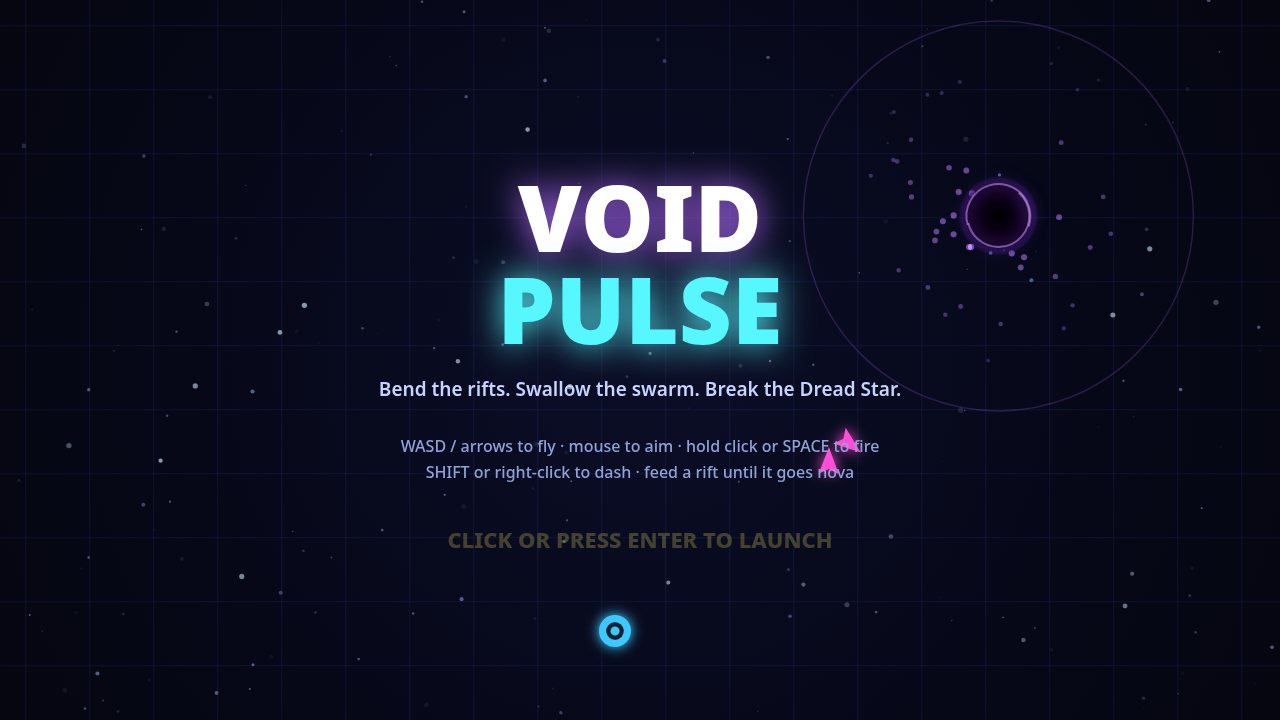 VOID
PULSE
Bend the rifts. Swallow the swarm. Break the Dread Star.
WASD / arrows to fly · mouse to aim · hold click or SPACE to fire
SHIFT or right-click to dash · feed a rift until it goes nova
CLICK OR PRESS ENTER TO LAUNCH